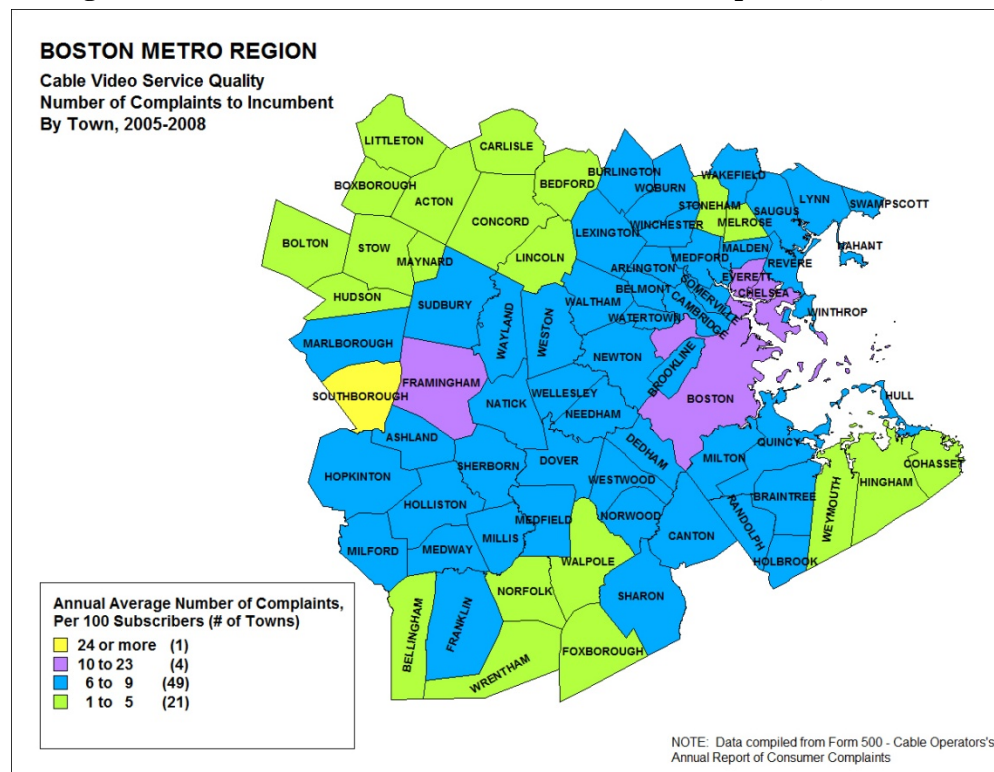 BOSTON METRO REGION
Cable Video Service Quality
Number of Complaints to Incumbent
By Town, 2005-2008
LITTLETON
CARLISLE
BOXBOROUGH
ACTON
BEDFORD
BURLINGTON
WOBURN
WAKEFIELD
LYNN
SWAMPSCOTT
STONEHAM
SAUGUS
MELROSE
CONCORD
LEXINGTON
WINCHESTER
BOLTON
STOW
MAYNARD
LINCOLN
MEDFORD
MALDEN
NAHANT
REVERE
ARLINGTON
EVERETT
HUDSON
SUDBURY
WALTHAM
BELMONT
SOMERVILLE
CHELSEA
CAMBRIDGE
WATERTOWN
WINTHROP
MARLBOROUGH
WAYLAND
WESTON
NEWTON
BROOKLINE
FRAMINGHAM
SOUTHBOROUGH
NATICK
WELLESLEY
NEEDHAM
BOSTON
HULL
ASHLAND
SHERBORN
DOVER
DEDHAM
MILTON
QUINCY
COHASSET
HOPKINTON
WESTWOOD
HINGHAM
HOLLISTON
BRAINTREE
WEYMOUTH
MEDFIELD
NORWOOD
RANDOLPH
MILLIS
CANTON
MILFORD
MEDWAY
HOLBROOK
WALPOLE
NORFOLK
SHARON
BELLINGHAM
FRANKLIN
FOXBOROUGH
WRENTHAM
Annual Average Number of Complaints,
Per 100 Subscribers (# of Towns)
24 or more (1)
10 to 23 (4)
6 to 9 (49)
1 to 5 (21)
NOTE: Data compiled from Form 500 - Cable Operators's
Annual Report of Consumer Complaints